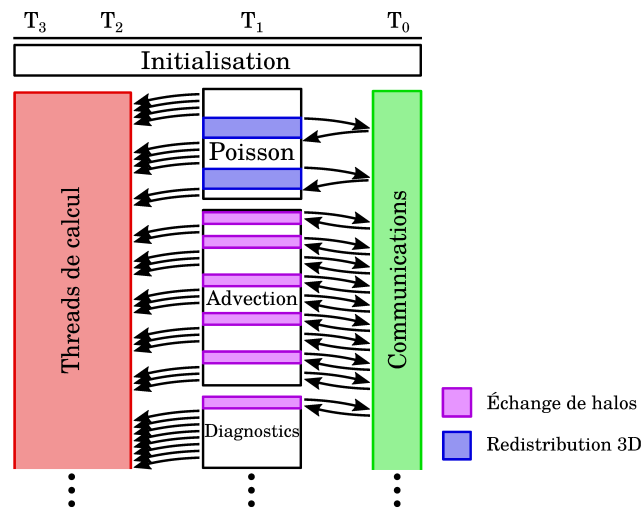 T3 T2 T1 T0
Initialisation
Threads de calcul
Poisson
Advection
Diagnostics
Communications
Échange de halos
Redistribution 3D